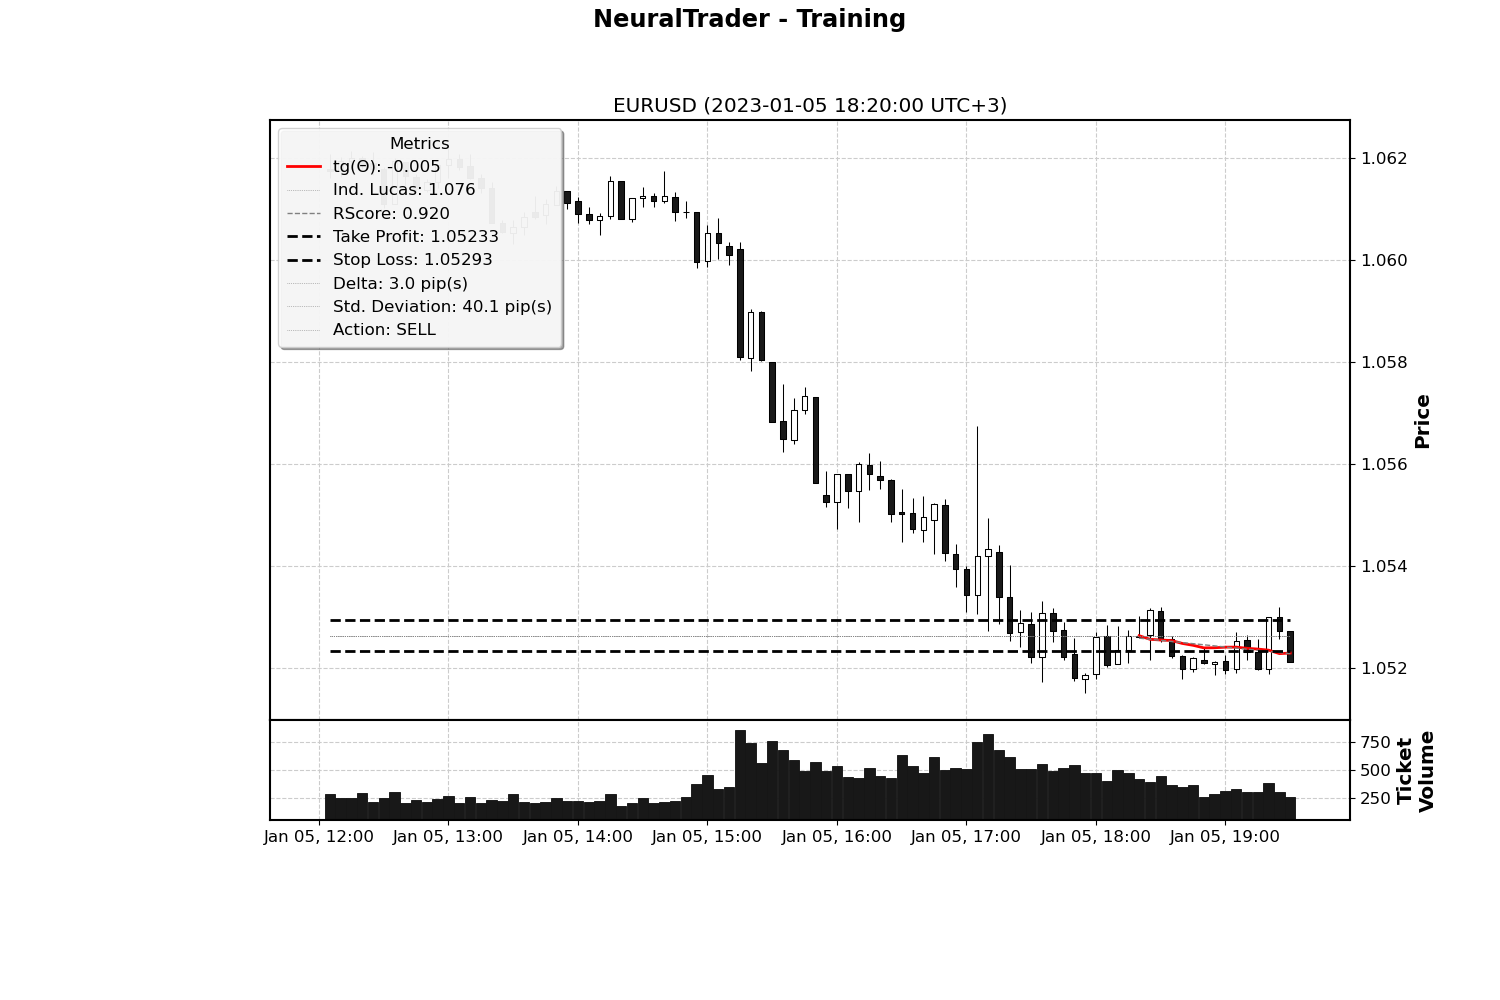 NeuralTrader - Training
EURUSD (2023-01-05 18:20:00 UTC+3)
Metrics
tg(Θ): -0.005
Ind. Lucas: 1.076
RScore: 0.920
Take Profit: 1.05233
Stop Loss: 1.05293
Delta: 3.0 pip(s)
Std. Deviation: 40.1 pip(s)
Action: SELL
1.062
1.060
1.058
1.056
1.054
1.052
Price
750
500
250
Ticket
Volume
Jan 05, 12:00
Jan 05, 13:00
Jan 05, 14:00
Jan 05, 15:00
Jan 05, 16:00
Jan 05, 17:00
Jan 05, 18:00
Jan 05, 19:00